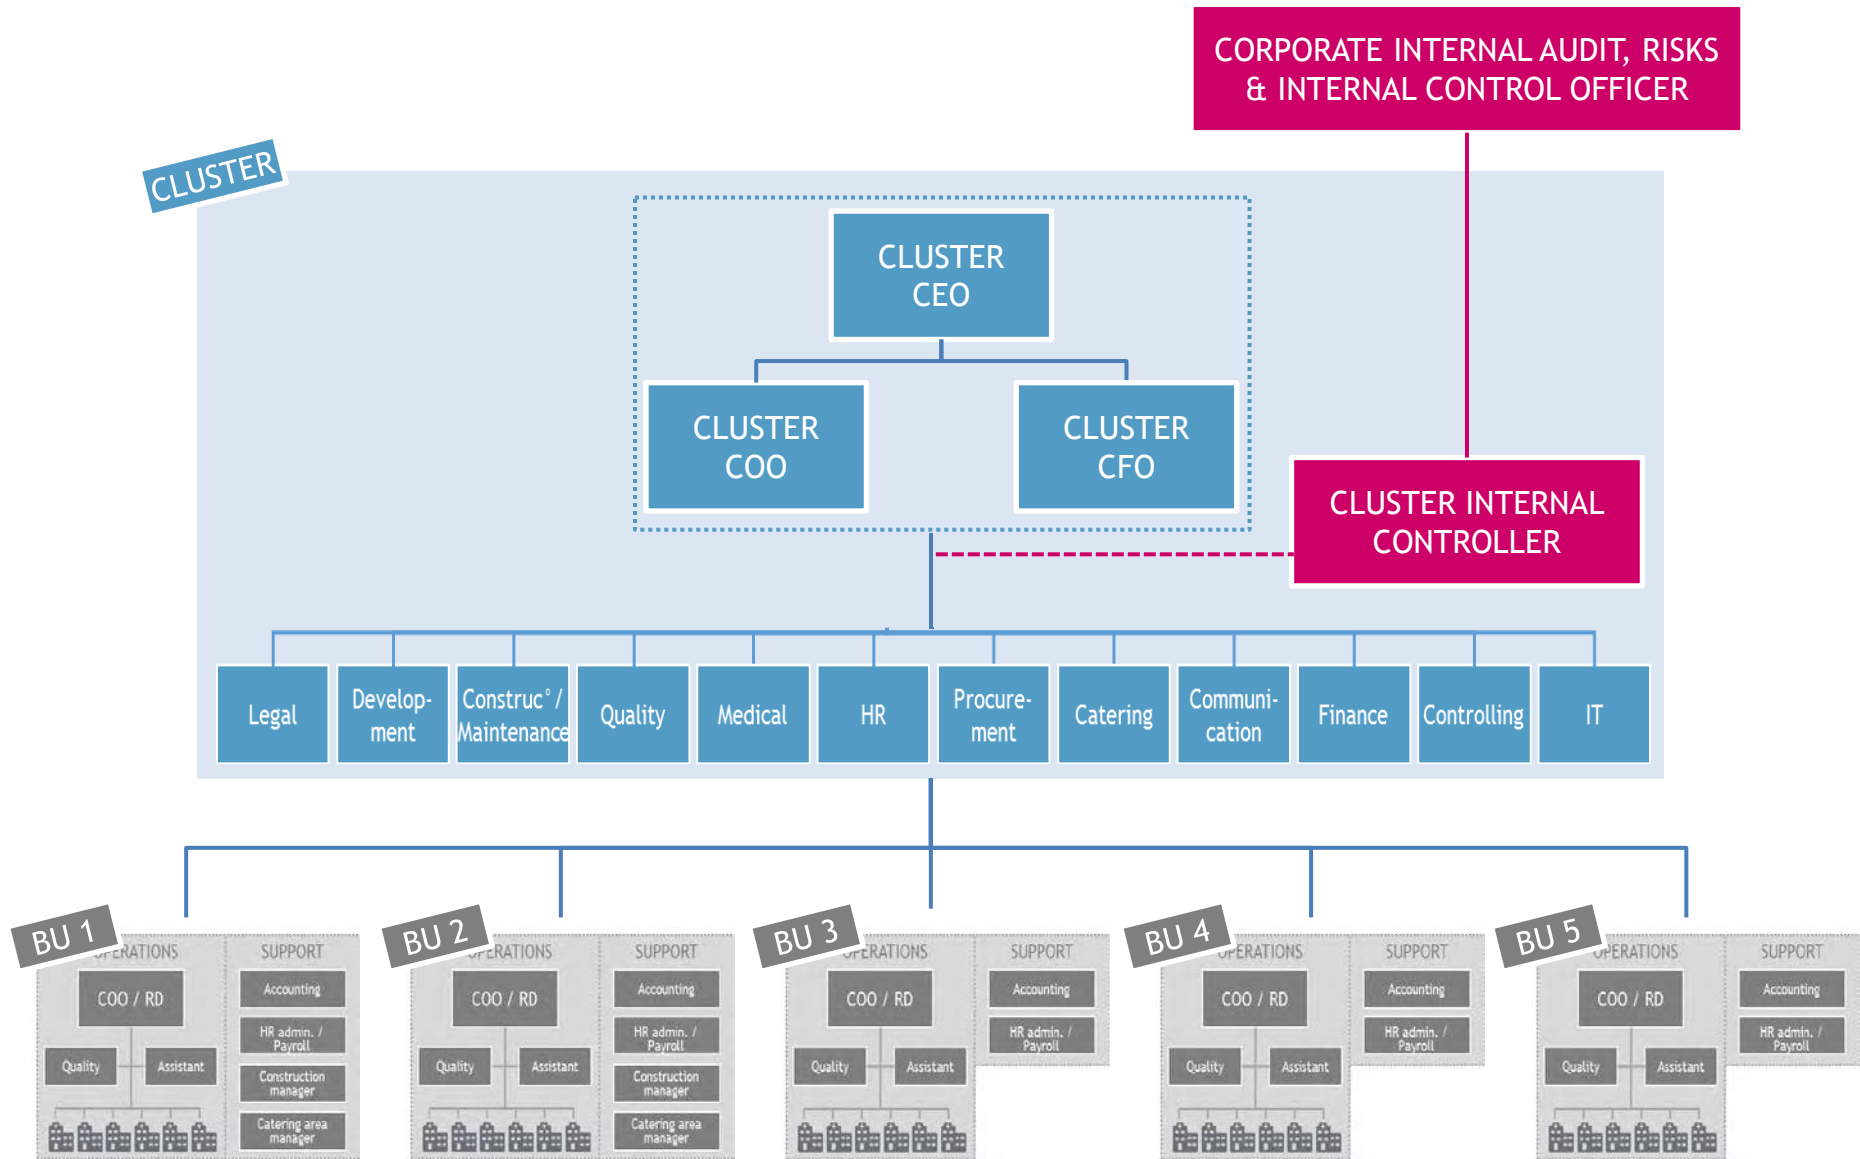 CORPORATE INTERNAL AUDIT, RISKS
& INTERNAL CONTROL OFFICER
CLUSTER
CLUSTER
CEO
CLUSTER
COO
CLUSTER
CFO
CLUSTER INTERNAL
CONTROLLER
Legal
Develop-
ment
Construc° /
Maintenance
Quality
Medical
HR
Procure-
ment
Catering
Communi-
cation
Finance
Controlling
IT
BU 1
OPERATIONS
COO / RD
Quality
Assistant
SUPPORT
Accounting
HR admin. /
Payroll
Construction
manager
Catering area
manager
BU 2
OPERATIONS
COO / RD
Quality
Assistant
SUPPORT
Accounting
HR admin. /
Payroll
Construction
manager
Catering area
manager
BU 3
OPERATIONS
COO / RD
Quality
Assistant
SUPPORT
Accounting
HR admin. /
Payroll
BU 4
OPERATIONS
COO / RD
Quality
Assistant
SUPPORT
Accounting
HR admin. /
Payroll
BU 5
OPERATIONS
COO / RD
Quality
Assistant
SUPPORT
Accounting
HR admin. /
Payroll